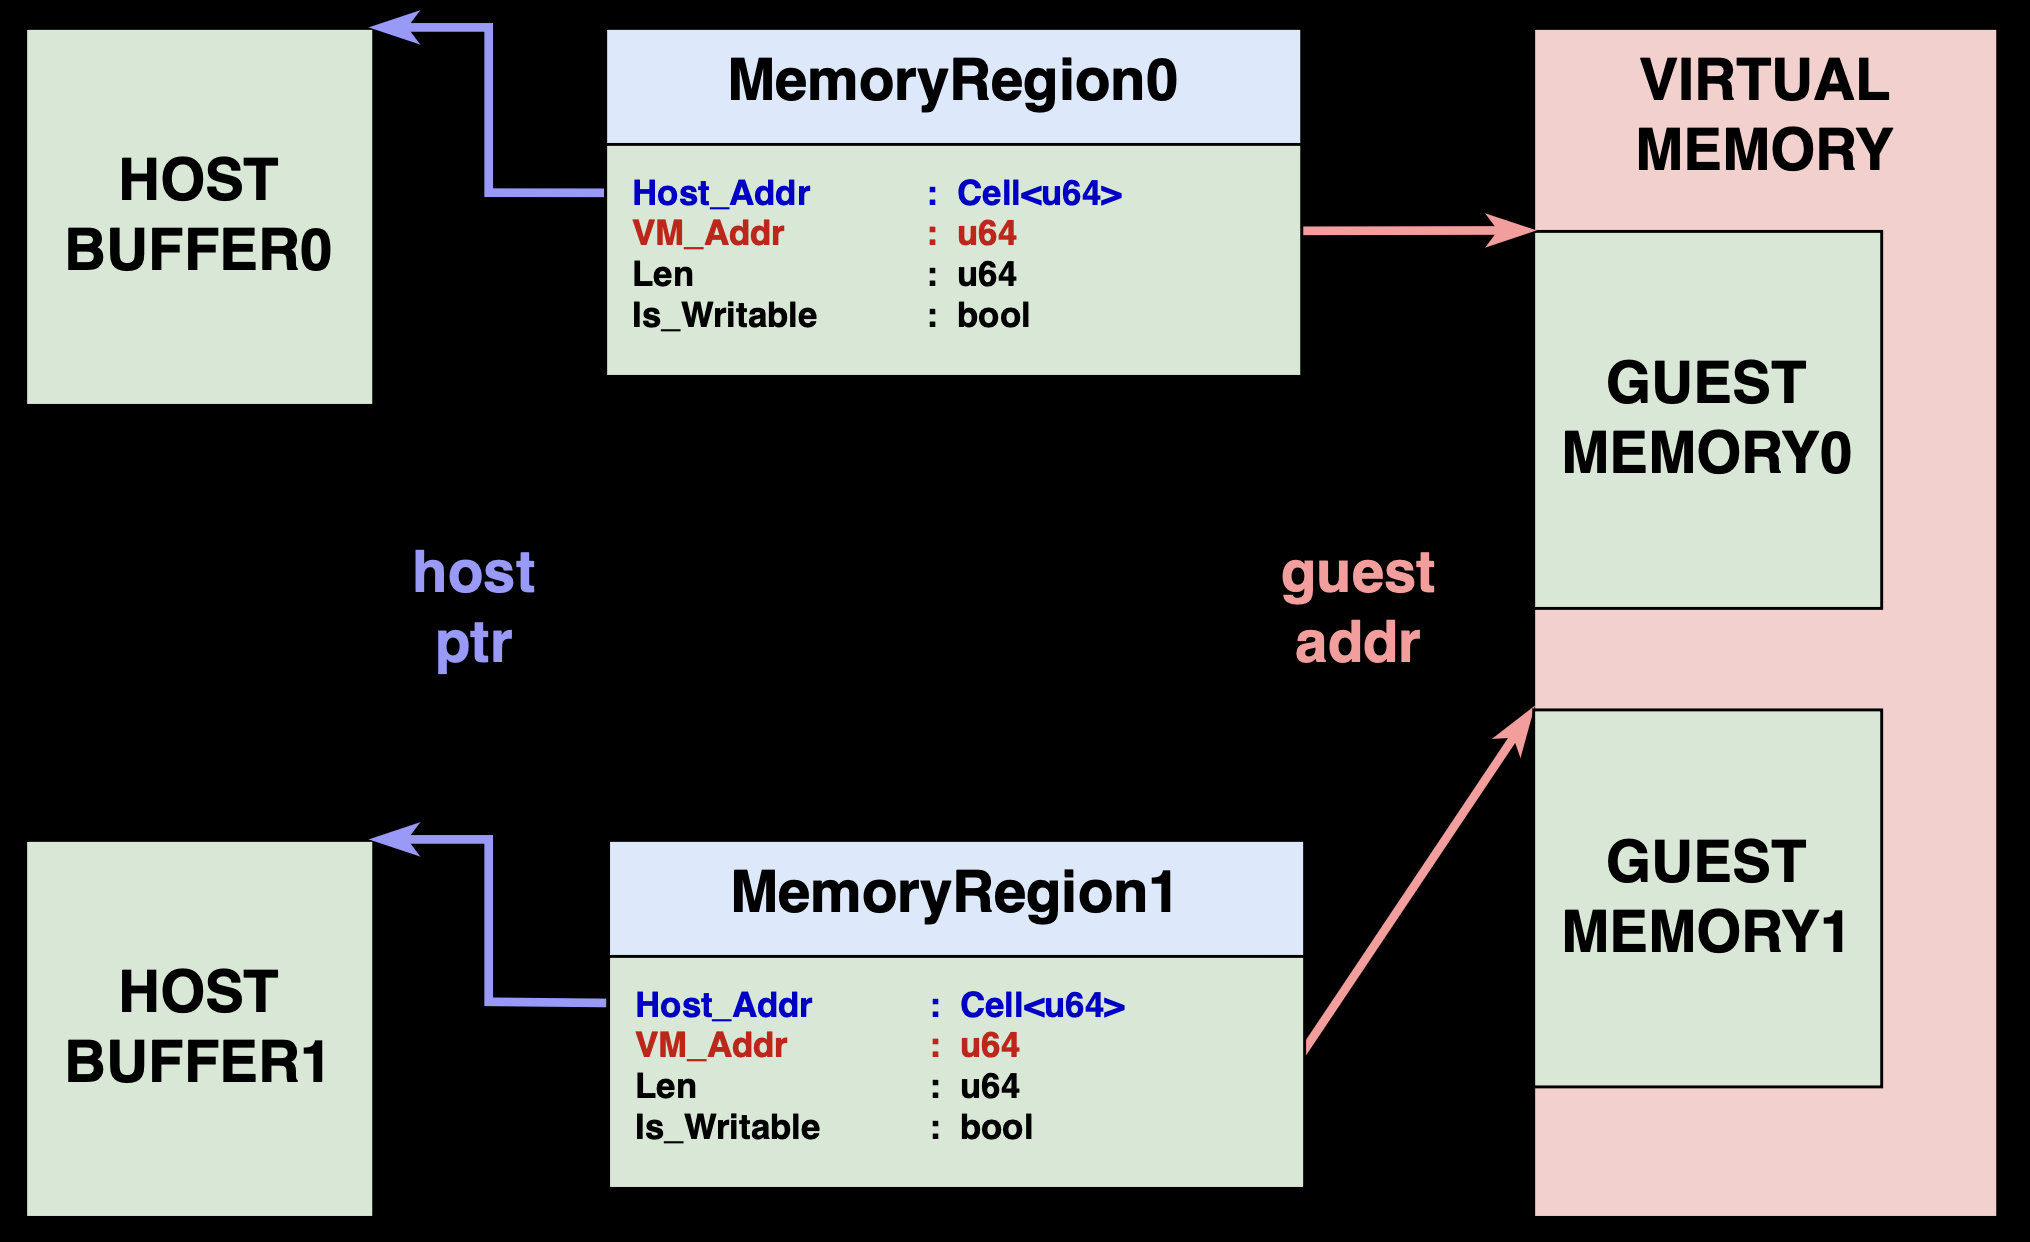 HOST
BUFFER0
MemoryRegion0
Host_Addr : Cell<u64>
VM_Addr : u64
Len : u64
Is_Writable : bool
VIRTUAL
MEMORY
GUEST
MEMORY0
host
ptr
guest
addr
HOST
BUFFER1
MemoryRegion1
Host_Addr : Cell<u64>
VM_Addr : u64
Len : u64
Is_Writable : bool
GUEST
MEMORY1